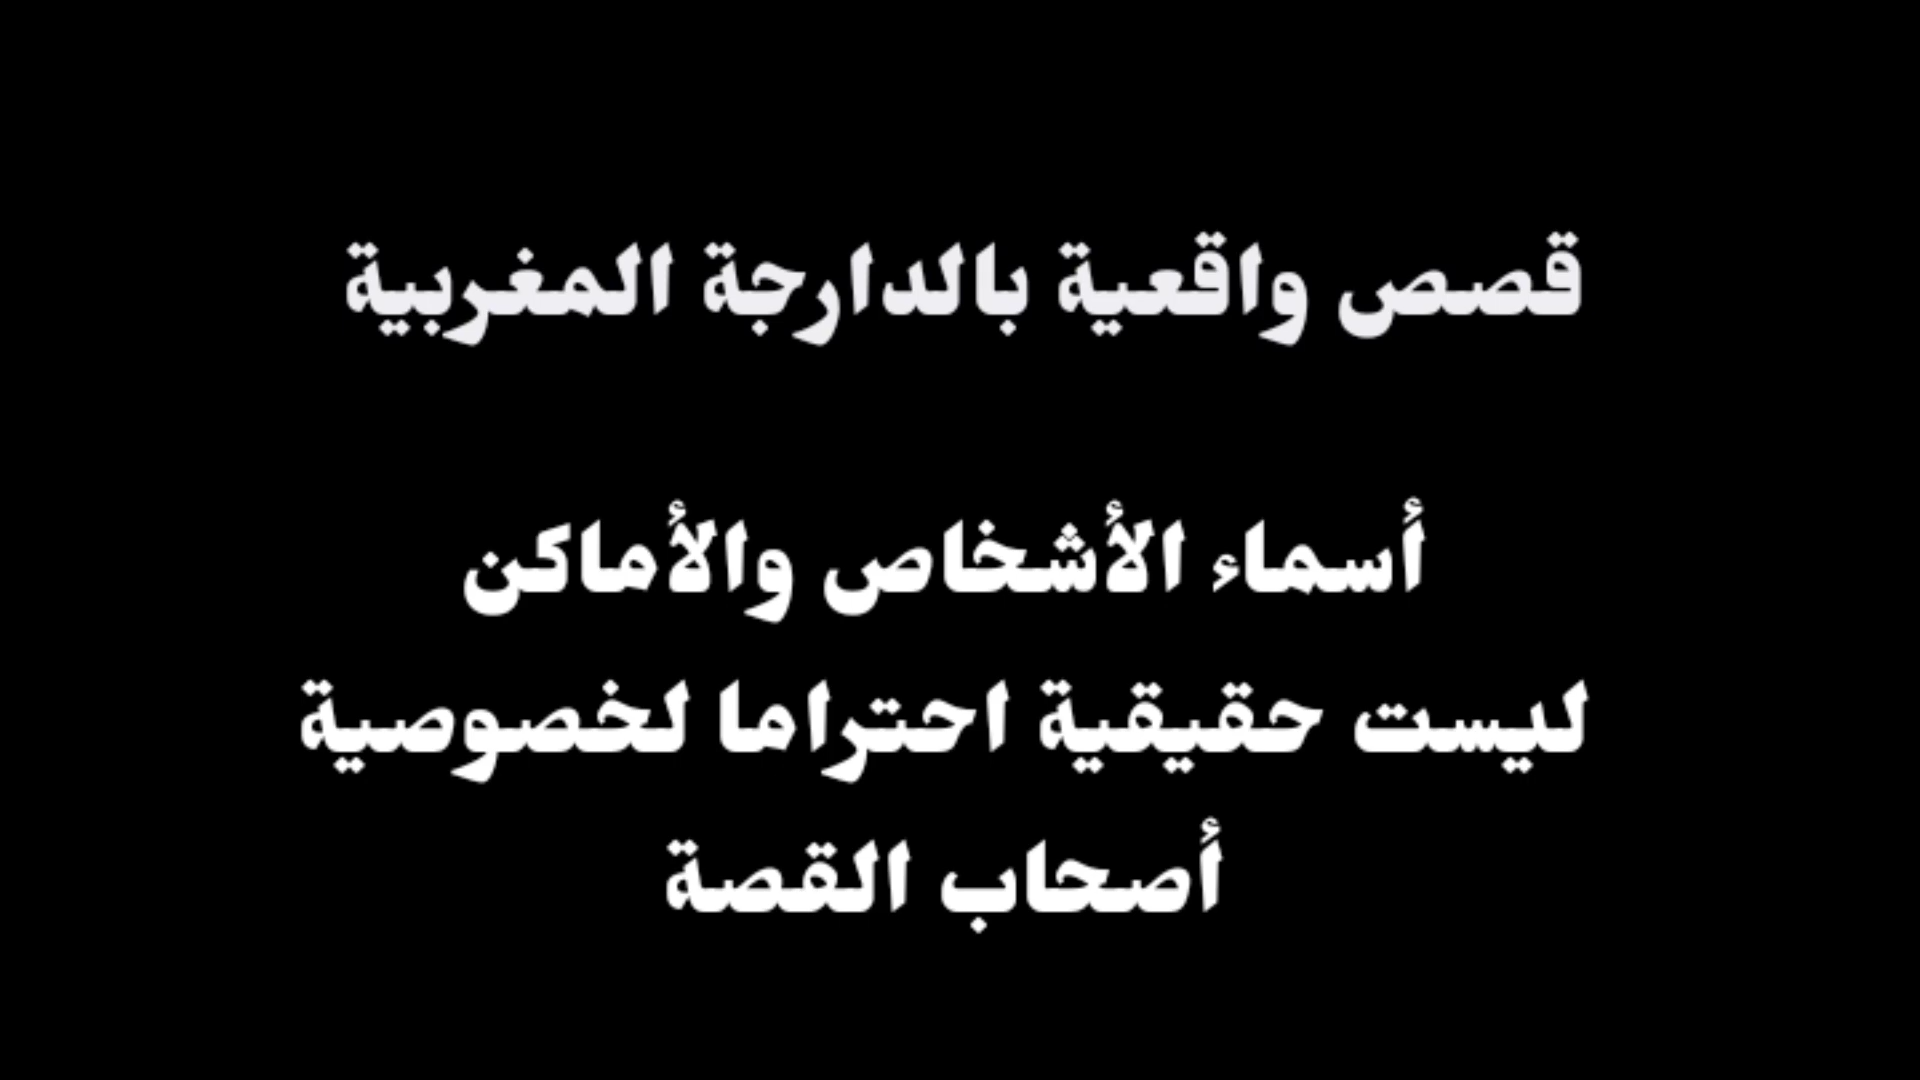 قصص واقعية بالدارجة المغربية
أسماء الأشخاص والأماكن
ليست حقيقية احتراما لخصوصية
أصحاب القصة